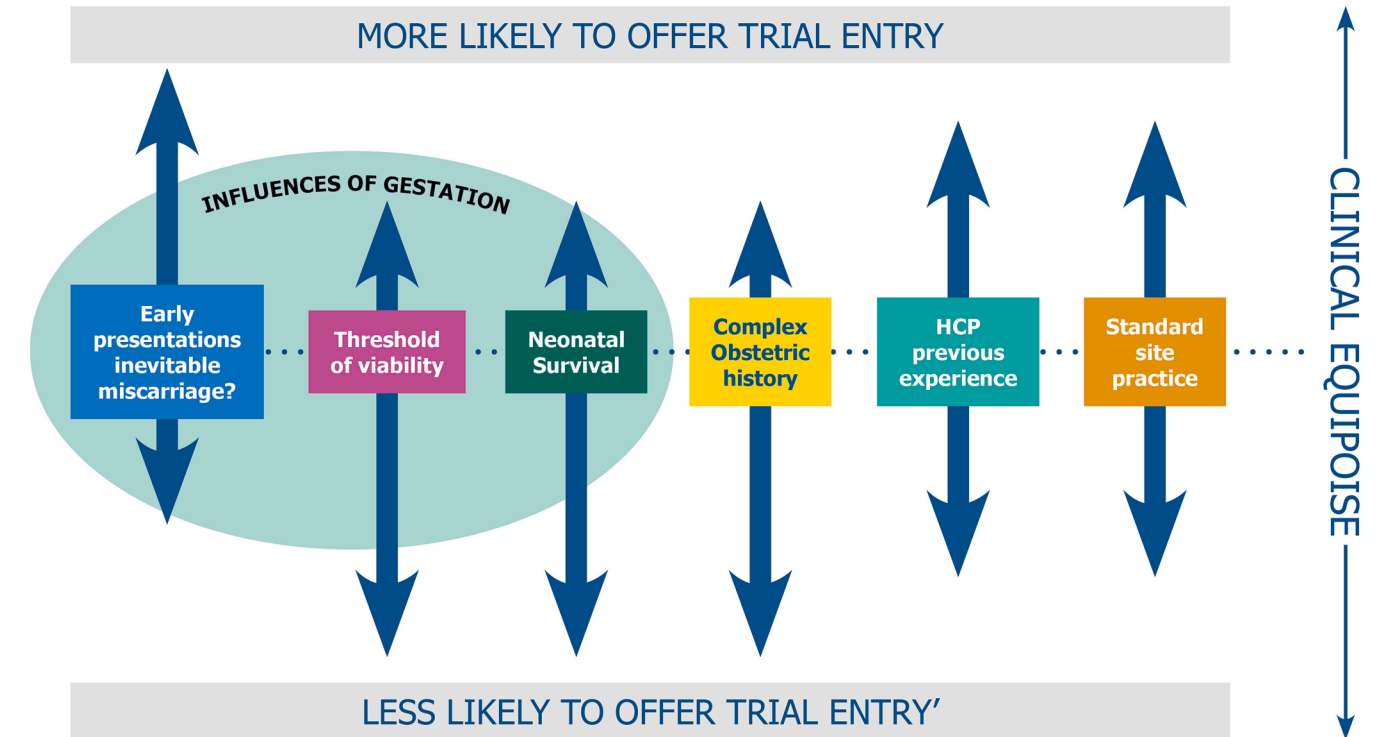 MORE LIKELY TO OFFER TRIAL ENTRY
INFLUENCES OF GESTATION
Early
presentations
inevitable
miscarriage?
Threshold
of viability
Neonatal
Survival
Complex
Obstetric
history
HCP
previous
experience
Standard
site
practice
CLINICAL EQUIPOISE
LESS LIKELY TO OFFER TRIAL ENTRY’